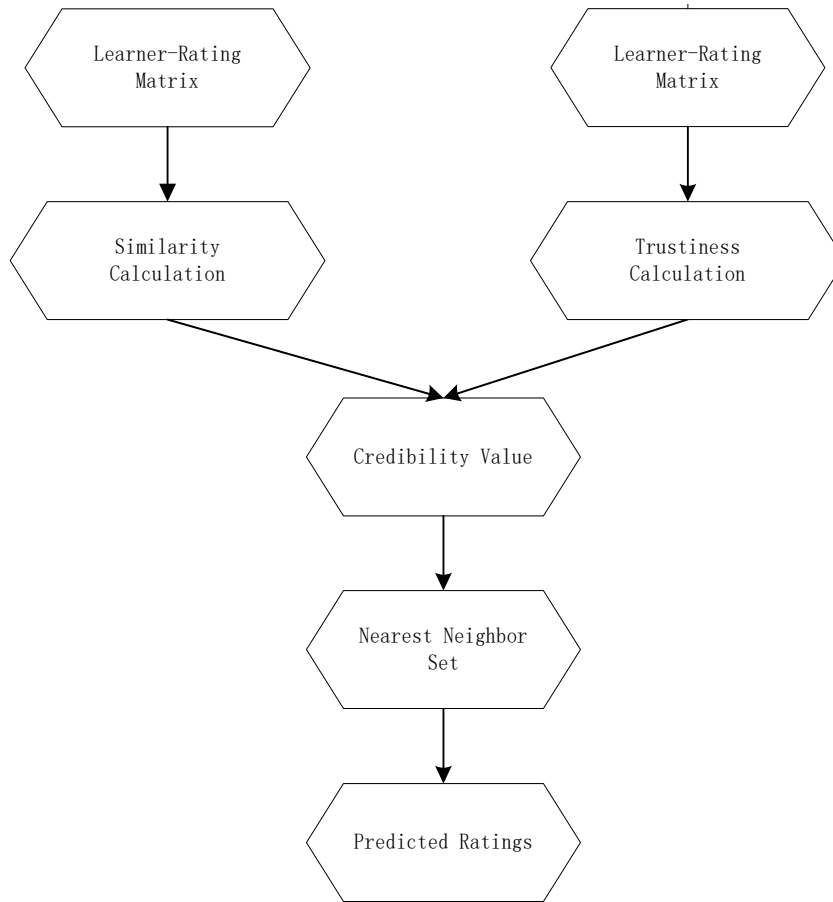 Learner-Rating
Matrix
Learner-Rating
Matrix
Similarity
Calculation
Trustiness
Calculation
Credibility Value
Nearest Neighbor
Set
Predicted Ratings